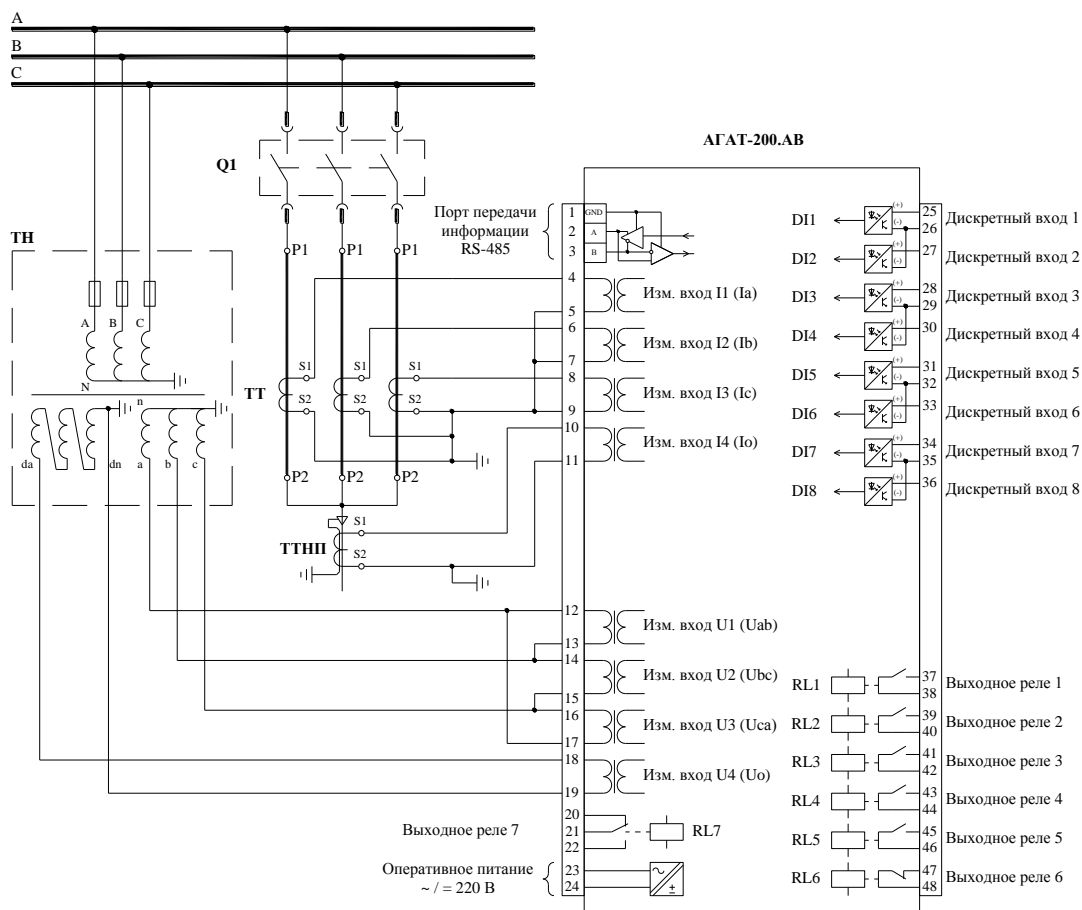 A
B
C
АГАТ-200.АВ
Q1
ТН
Порт передачи
информации
RS-485
1
GND
2
A
3
B
P1
P1
P1
A
B
C
N
n
da
dn
a
b
c
ТТ
S1
S1
S1
S2
S2
S2
P2
P2
P2
ТТНП
S1
S2
4
Изм. вход I1 (Ia)
5
6
Изм. вход I2 (Ib)
7
8
Изм. вход I3 (Ic)
9
10
Изм. вход I4 (Io)
11
12
Изм. вход U1 (Uab)
13
14
Изм. вход U2 (Ubc)
15
16
Изм. вход U3 (Uca)
17
18
Изм. вход U4 (Uo)
19
20
Выходное реле 7
21
RL7
22
Оперативное питание
~ / = 220 В
23
24
DI1
(+)
25
(-)
26
Дискретный вход 1
DI2
(+)
27
(-)
Дискретный вход 2
DI3
(+)
28
(-)
29
Дискретный вход 3
DI4
(+)
30
(-)
Дискретный вход 4
DI5
(+)
31
(-)
32
Дискретный вход 5
DI6
(+)
33
(-)
Дискретный вход 6
DI7
(+)
34
(-)
35
Дискретный вход 7
DI8
(+)
36
(-)
Дискретный вход 8
RL1
37
38
Выходное реле 1
RL2
39
40
Выходное реле 2
RL3
41
42
Выходное реле 3
RL4
43
44
Выходное реле 4
RL5
45
46
Выходное реле 5
RL6
47
48
Выходное реле 6